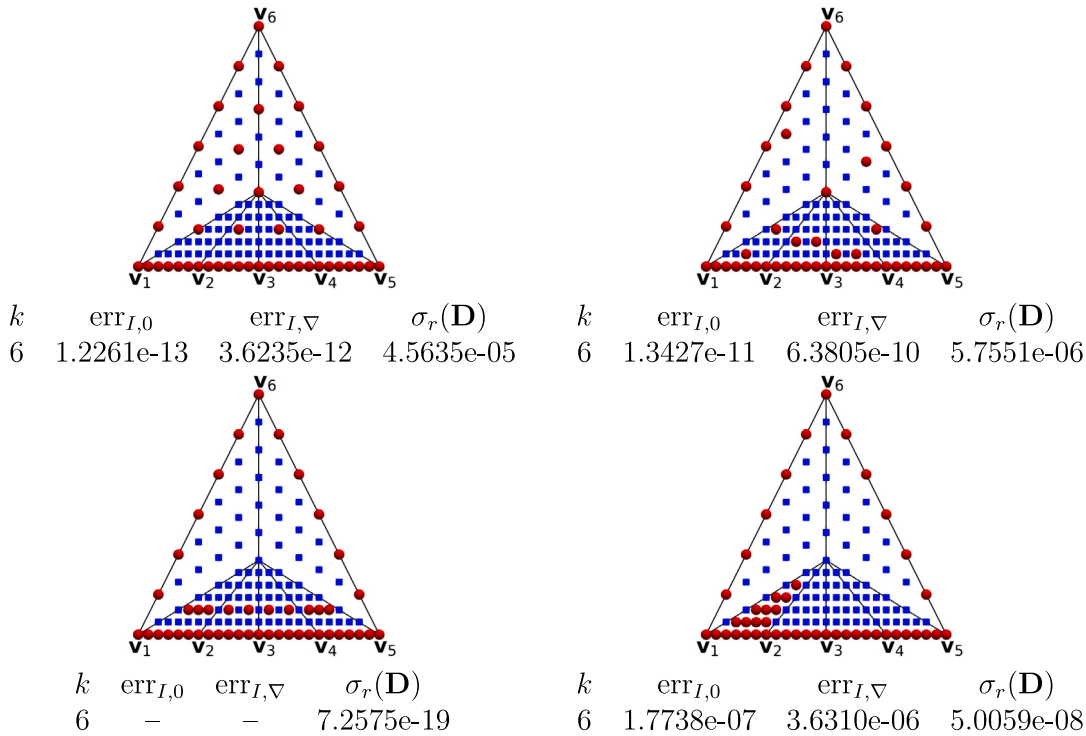 v₆ v₆
v₁ v₂ v₃ v₄ v₅ v₁ v₂ v₃ v₄ v₅
k err_{I,0} err_{I,∇} σ_r(D) k err_{I,0} err_{I,∇} σ_r(D)
6 1.2261e-13 3.6235e-12 4.5635e-05 6 1.3427e-11 6.3805e-10 5.7551e-06
v₆ v₆
v₁ v₂ v₃ v₄ v₅ v₁ v₂ v₃ v₄ v₅
k err_{I,0} err_{I,∇} σ_r(D) k err_{I,0} err_{I,∇} σ_r(D)
6 – – 7.2575e-19 6 1.7738e-07 3.6310e-06 5.0059e-08